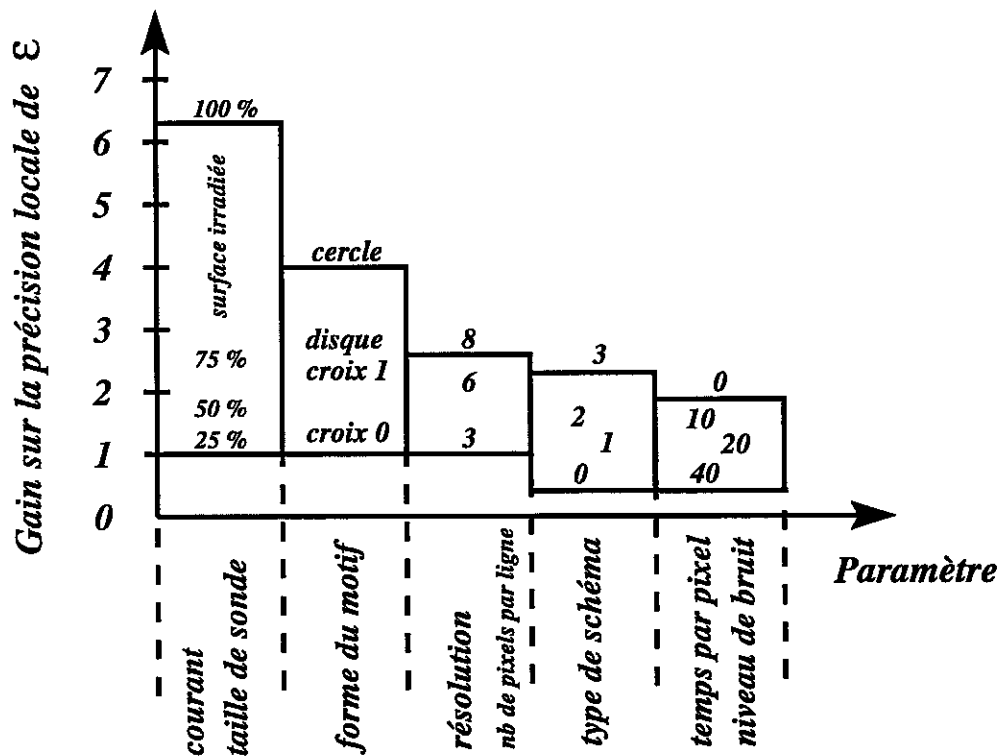 Gain sur la précision locale de ε
7
6
5
4
3
2
1
0
100 %
surface irradiée
75 %
50 %
25 %
cercle
disque
croix 1
croix 0
8
6
3
3
2
1
0
0
10
20
40
Paramètre
courant
taille de sonde
forme du motif
résolution
nb de pixels par ligne
type de schéma
temps par pixel
niveau de bruit